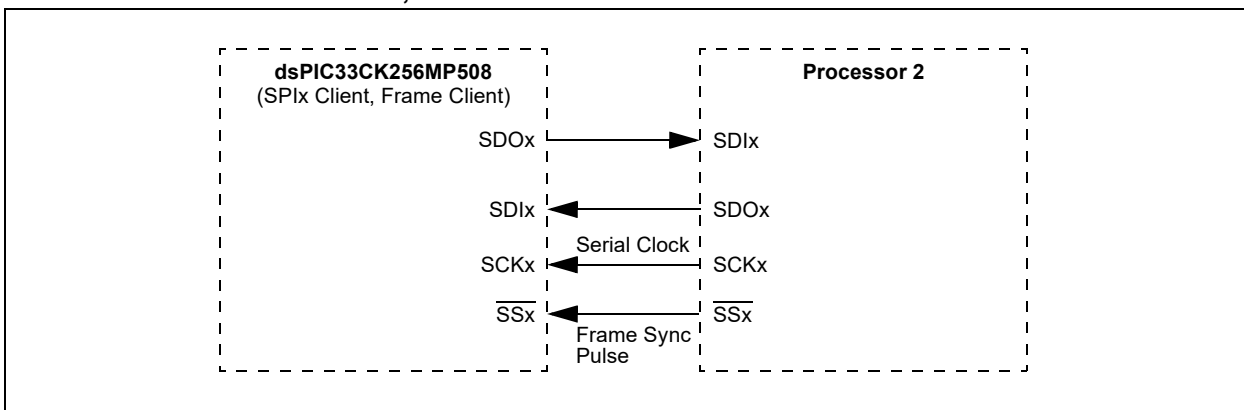 dsPIC33CK256MP508
(SPIx Client, Frame Client)
Processor 2
SDOx
SDIx
SDIx
SDOx
Serial Clock
SCKx
SCKx
SSx
SSx
Frame Sync
Pulse